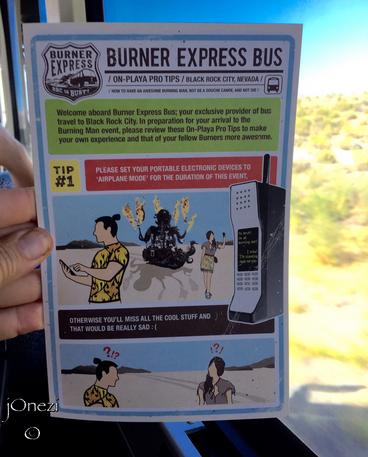 BURNER
EXPRESS
BURNER EXPRESS BUS
/ ON-PLAYA PRO TIPS / BLACK ROCK CITY, NEVADA /
Welcome aboard Burner Express Bus; your exclusive provider of bus
travel to Black Rock City. In preparation for your arrival to the
Burning Man event, please review these On-Playa Pro Tips to make
your own experience and that of your fellow Burners more awesome.
TIP
#1
PLEASE SET YOUR PORTABLE ELECTRONIC DEVICES TO
'AIRPLANE MODE' FOR THE DURATION OF THIS EVENT,
OTHERWISE YOU'LL MISS ALL THE COOL STUFF AND
THAT WOULD BE REALLY SAD : (
?!?
?!?
jOnezi
©